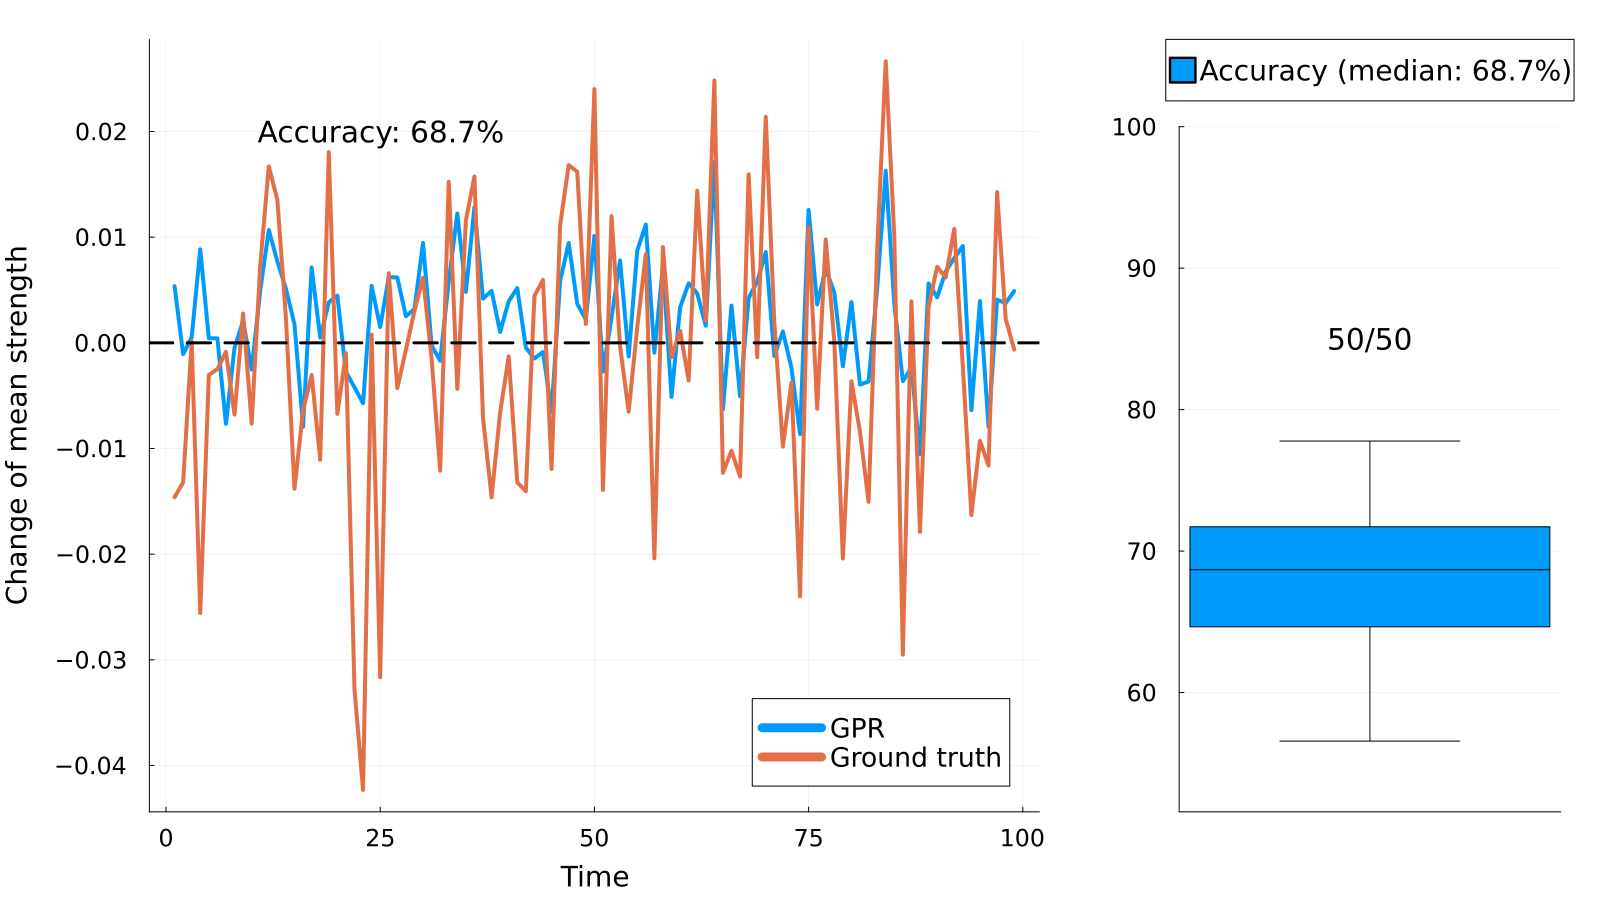 Accuracy: 68.7%
Change of mean strength
0.02
0.01
0.00
−0.01
−0.02
−0.03
−0.04
GPR
Ground truth
0 25 50 75 100
Time
Accuracy (median: 68.7%)
100
90
80
70
60
50/50